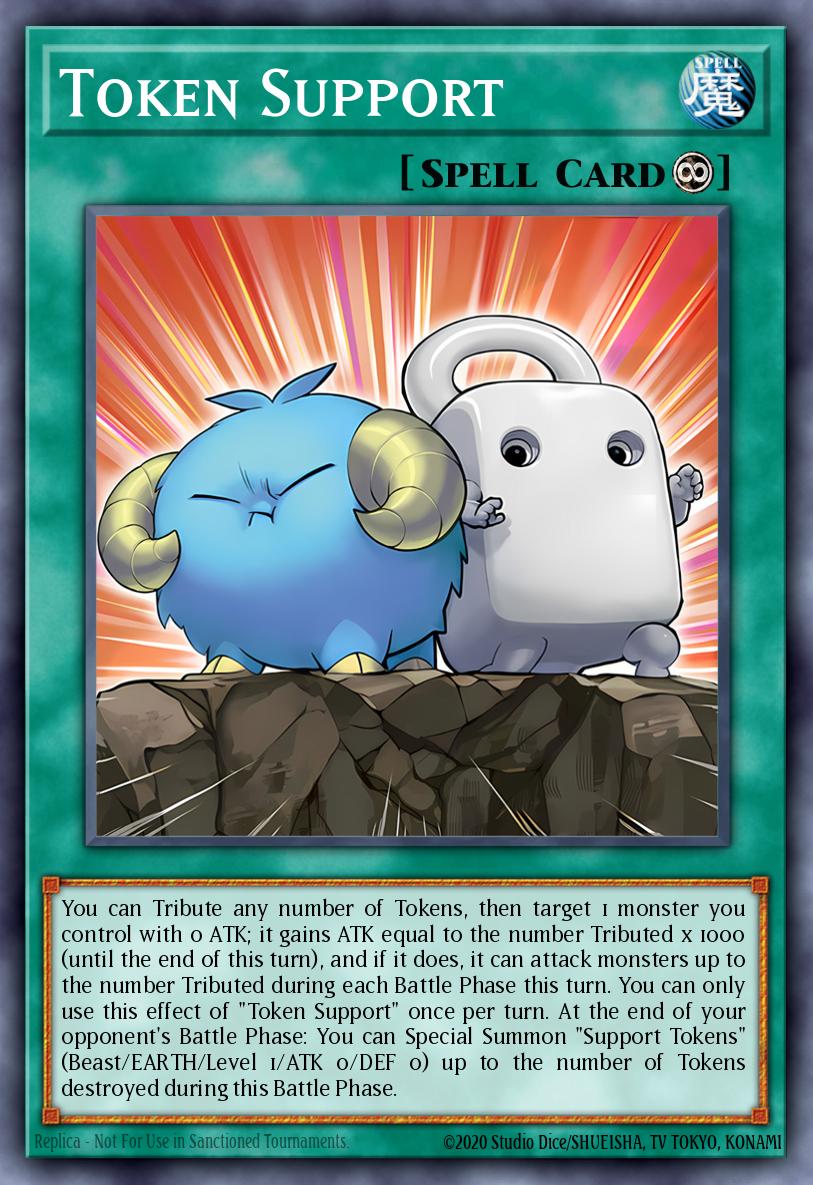 Token Support
SPELL
魔
[Spell Card]
You can Tribute any number of Tokens, then target 1 monster you
control with 0 ATK; it gains ATK equal to the number Tributed x 1000
(until the end of this turn), and if it does, it can attack monsters up to
the number Tributed during each Battle Phase this turn. You can only
use this effect of "Token Support" once per turn. At the end of your
opponent's Battle Phase: You can Special Summon "Support Tokens"
(Beast/EARTH/Level 1/ATK 0/DEF 0) up to the number of Tokens
destroyed during this Battle Phase.
Replica - Not For Use in Sanctioned Tournaments.
©2020 Studio Dice/SHUEISHA, TV TOKYO, KONAMI